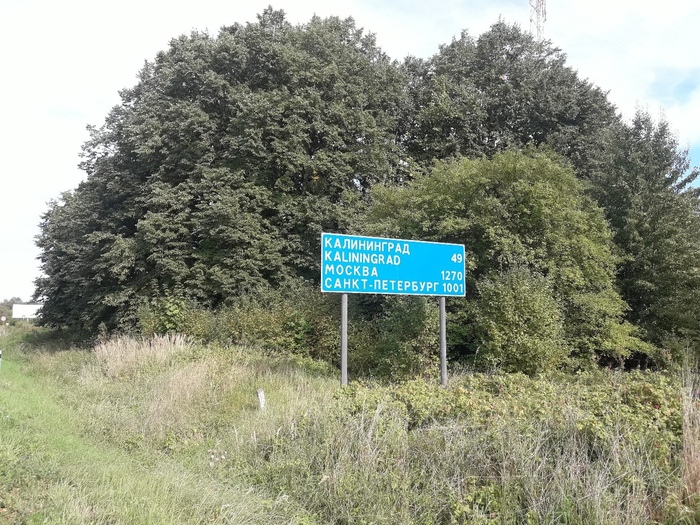 КАЛИНИНГРАД
KALININGRAD 49
МОСКВА 1270
САНКТ-ПЕТЕРБУРГ 1001